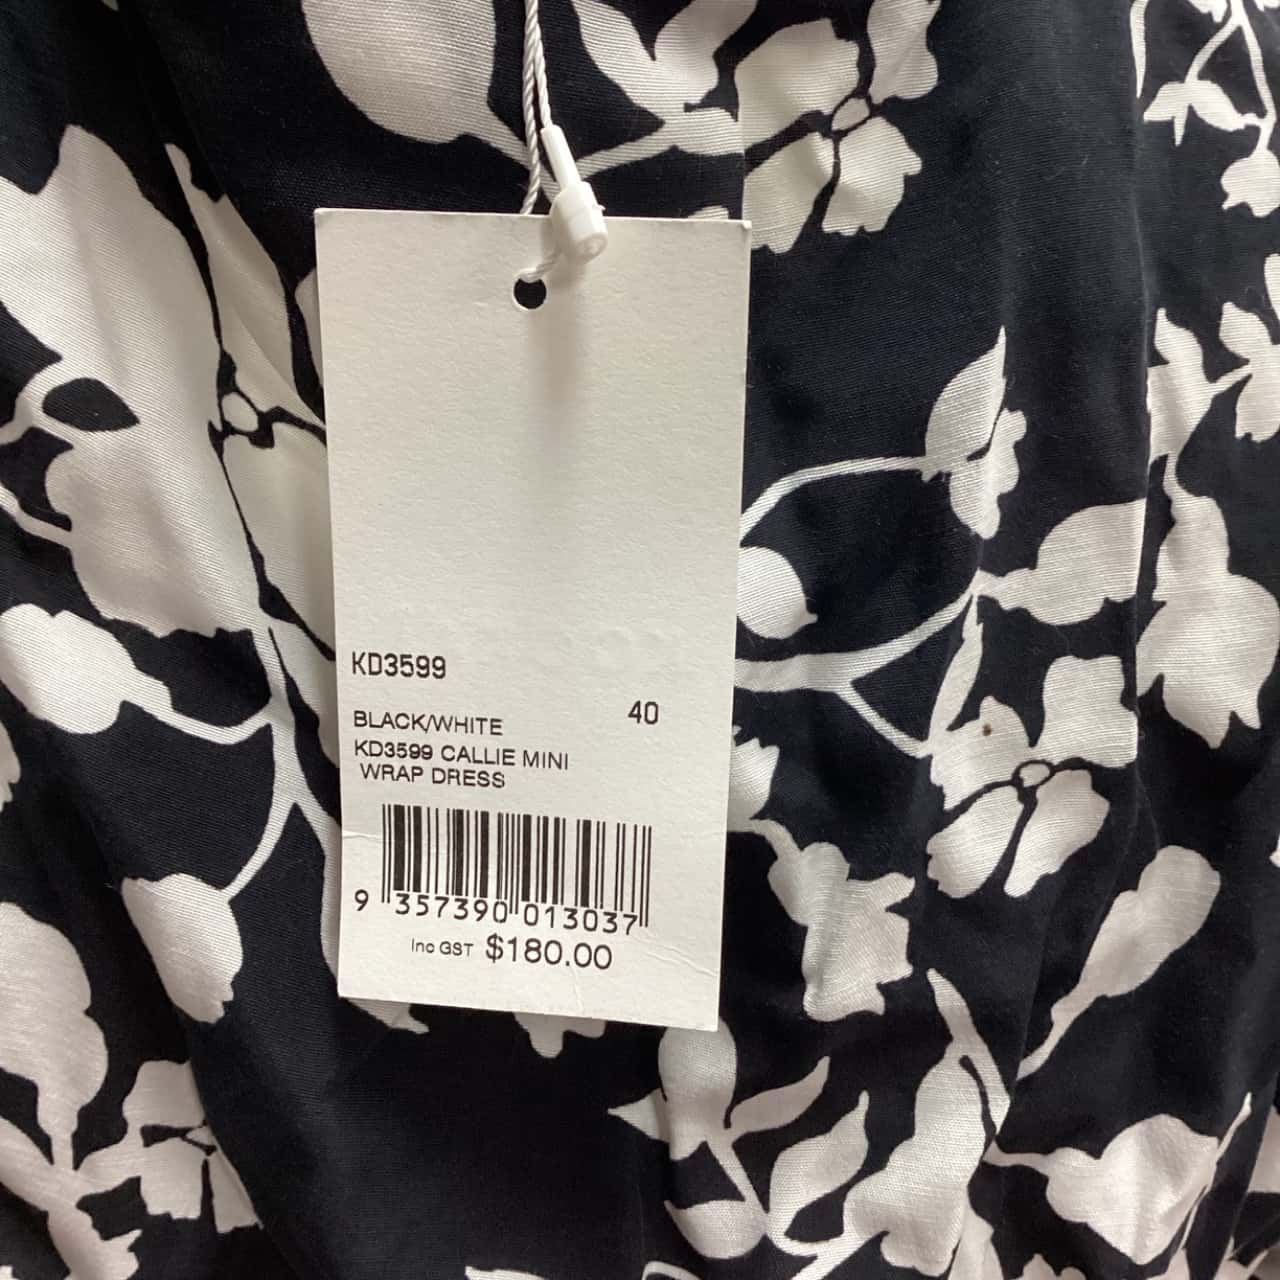 KD3599
40
BLACK/WHITE
KD3599 CALLIE MINI
WRAP DRESS
9 357390 013037
Inc GST $180.00